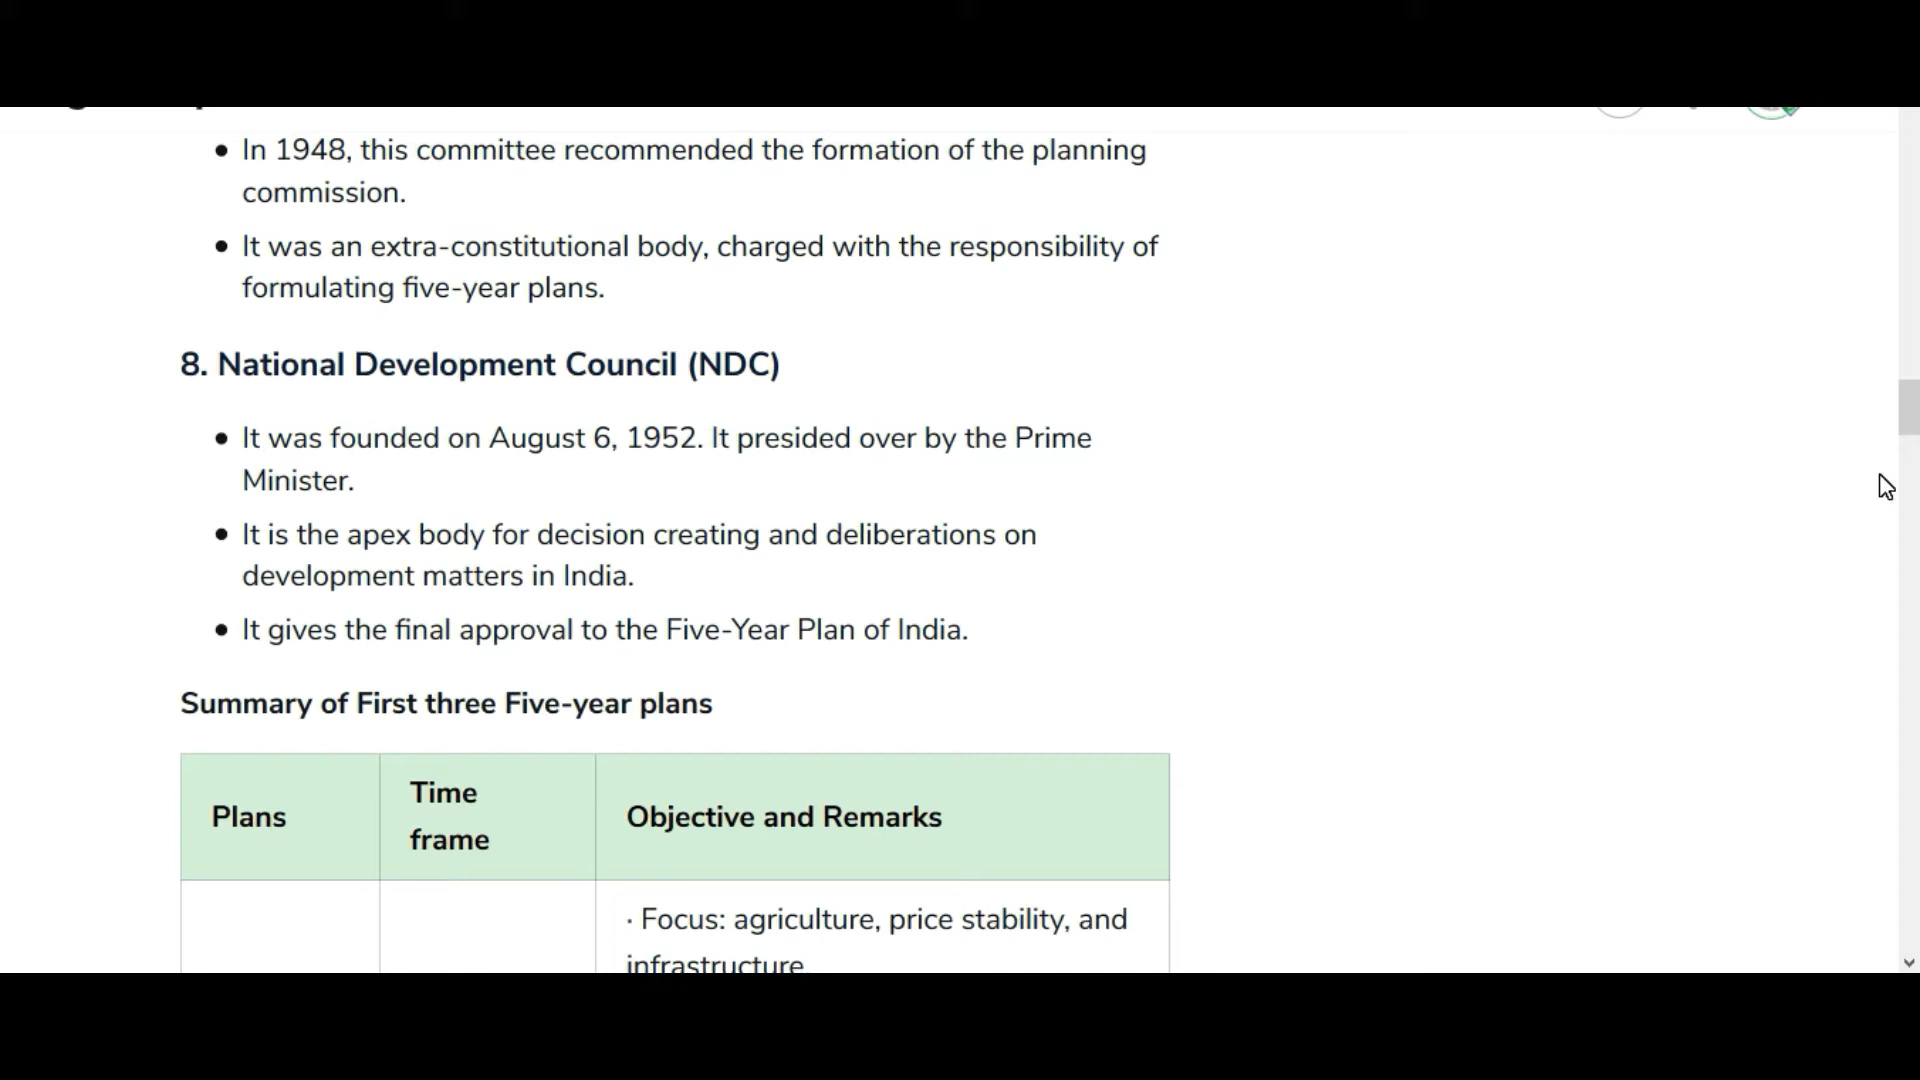 • In 1948, this committee recommended the formation of the planning
commission.
• It was an extra-constitutional body, charged with the responsibility of
formulating five-year plans.
8. National Development Council (NDC)
• It was founded on August 6, 1952. It presided over by the Prime
Minister.
• It is the apex body for decision creating and deliberations on
development matters in India.
• It gives the final approval to the Five-Year Plan of India.
Summary of First three Five-year plans
Plans
Time
frame
Objective and Remarks
· Focus: agriculture, price stability, and
infrastructure